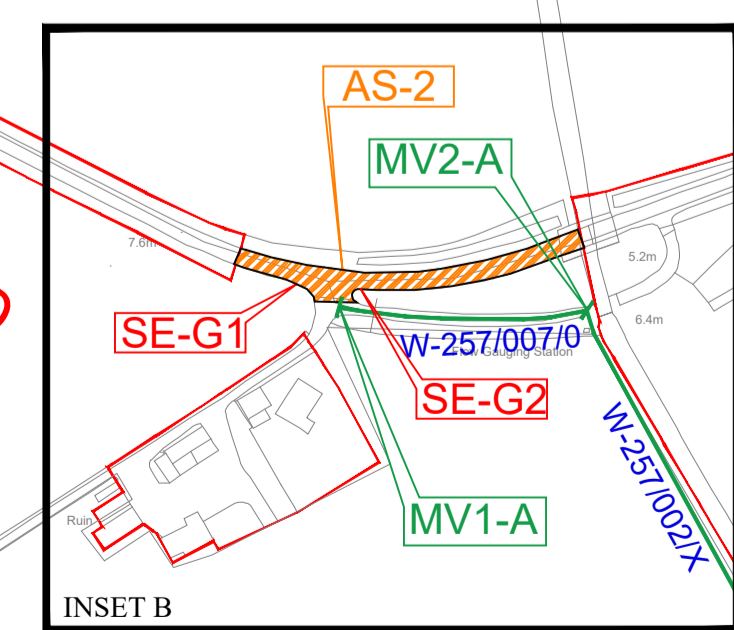 AS-2
MV2-A
7.6m
5.2m
6.4m
SE-G1
W-257/007/0
Flow Gauging Station
SE-G2
W-257/002/X
MV1-A
Ruin
INSET B